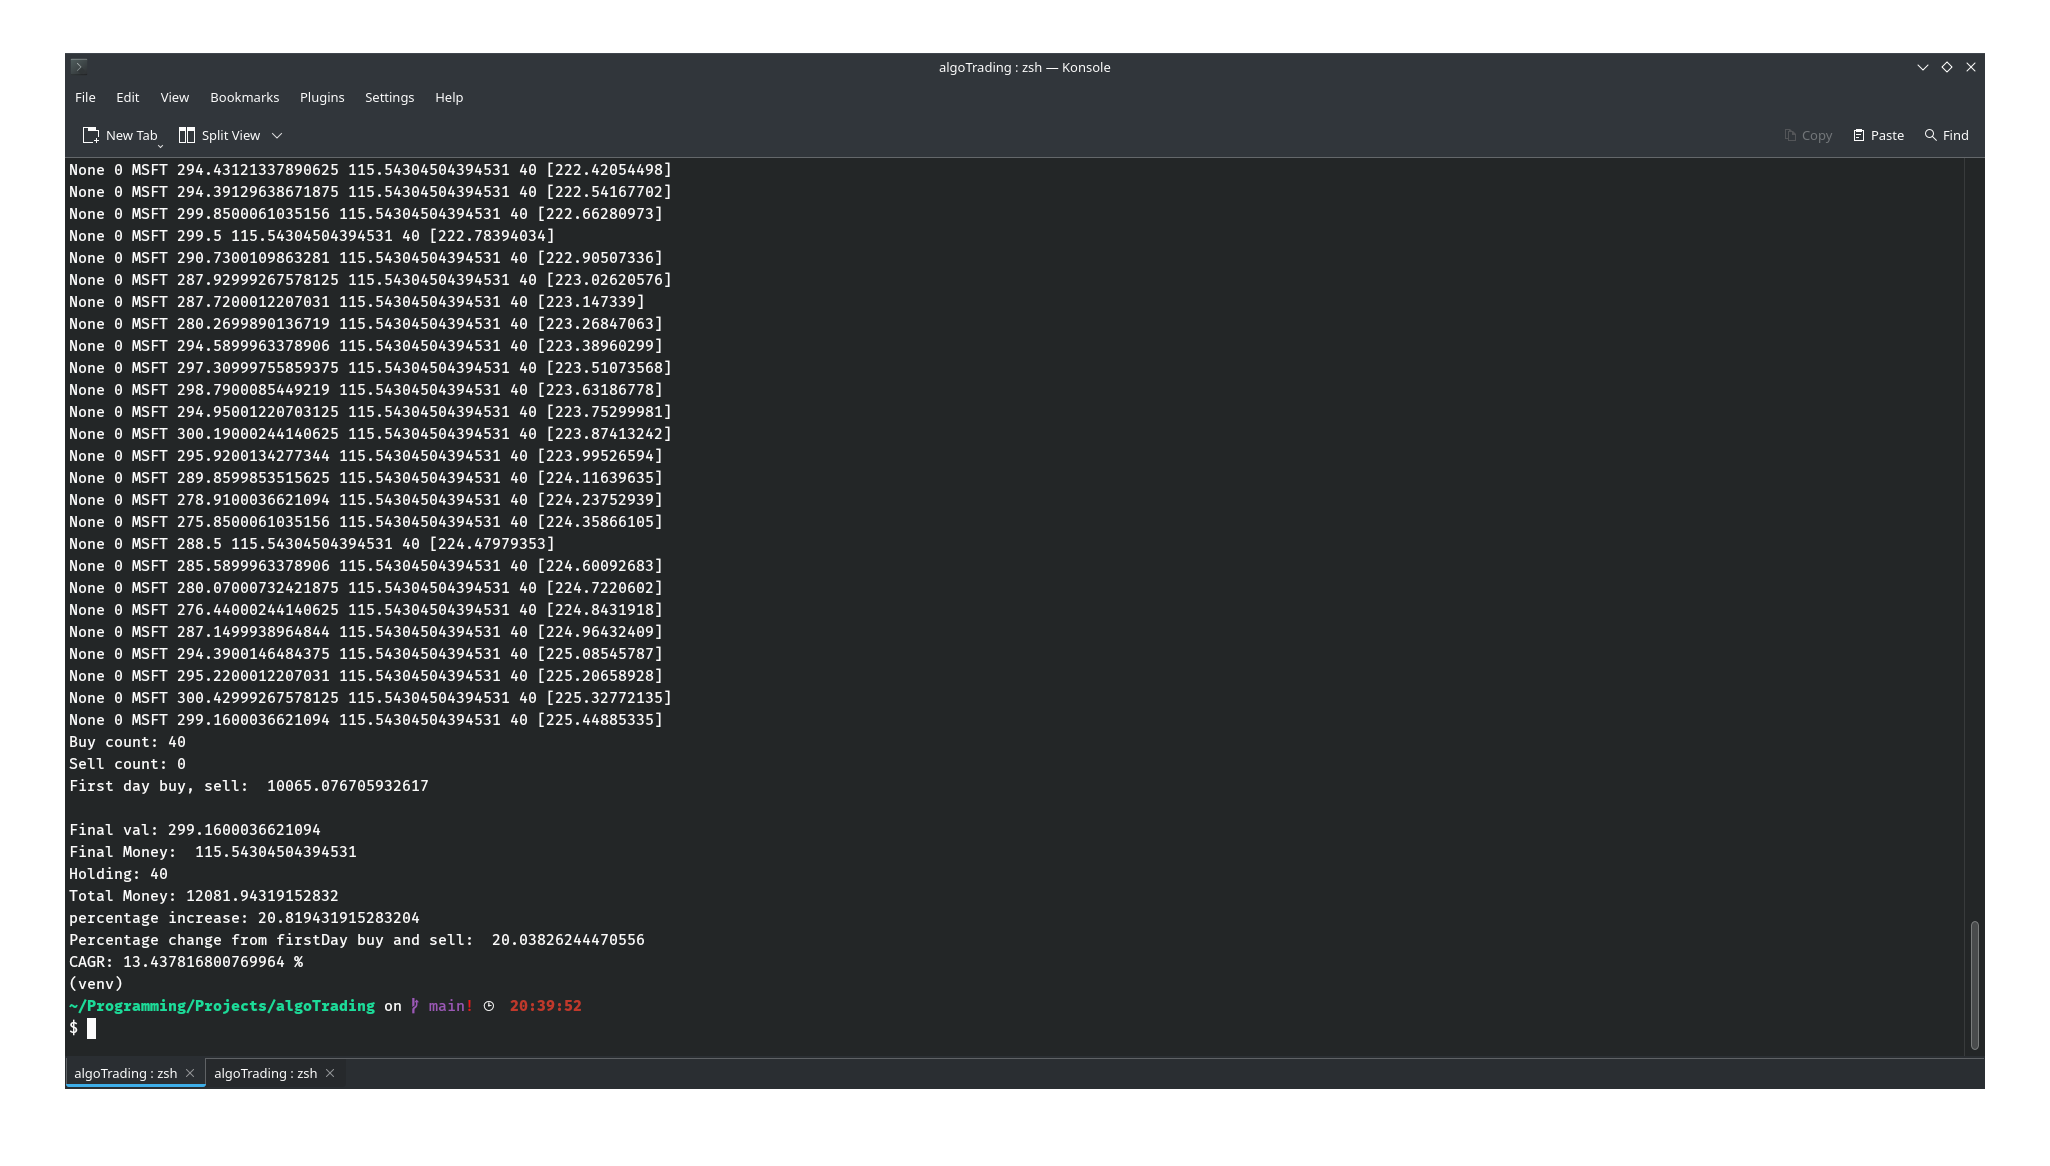 algoTrading : zsh — Konsole
File Edit View Bookmarks Plugins Settings Help
New Tab Split View Copy Paste Find
None 0 MSFT 294.43121337890625 115.54304504394531 40 [222.42054498]
None 0 MSFT 294.39129638671875 115.54304504394531 40 [222.54167702]
None 0 MSFT 299.8500061035156 115.54304504394531 40 [222.66280973]
None 0 MSFT 299.5 115.54304504394531 40 [222.78394034]
None 0 MSFT 290.7300109863281 115.54304504394531 40 [222.90507336]
None 0 MSFT 287.92999267578125 115.54304504394531 40 [223.02620576]
None 0 MSFT 287.7200012207031 115.54304504394531 40 [223.147339]
None 0 MSFT 280.2699890136719 115.54304504394531 40 [223.26847063]
None 0 MSFT 294.5899963378906 115.54304504394531 40 [223.38960299]
None 0 MSFT 297.30999755859375 115.54304504394531 40 [223.51073568]
None 0 MSFT 298.7900085449219 115.54304504394531 40 [223.63186778]
None 0 MSFT 294.95001220703125 115.54304504394531 40 [223.75299981]
None 0 MSFT 300.19000244140625 115.54304504394531 40 [223.87413242]
None 0 MSFT 295.9200134277344 115.54304504394531 40 [223.99526594]
None 0 MSFT 289.8599853515625 115.54304504394531 40 [224.11639635]
None 0 MSFT 278.9100036621094 115.54304504394531 40 [224.23752939]
None 0 MSFT 275.8500061035156 115.54304504394531 40 [224.35866105]
None 0 MSFT 288.5 115.54304504394531 40 [224.47979353]
None 0 MSFT 285.5899963378906 115.54304504394531 40 [224.60092683]
None 0 MSFT 280.07000732421875 115.54304504394531 40 [224.7220602]
None 0 MSFT 276.44000244140625 115.54304504394531 40 [224.8431918]
None 0 MSFT 287.1499938964844 115.54304504394531 40 [224.96432409]
None 0 MSFT 294.3900146484375 115.54304504394531 40 [225.08545787]
None 0 MSFT 295.2200012207031 115.54304504394531 40 [225.20658928]
None 0 MSFT 300.42999267578125 115.54304504394531 40 [225.32772135]
None 0 MSFT 299.1600036621094 115.54304504394531 40 [225.44885335]
Buy count: 40
Sell count: 0
First day buy, sell:  10065.076705932617
Final val: 299.1600036621094
Final Money:  115.54304504394531
Holding: 40
Total Money: 12081.94319152832
percentage increase: 20.819431915283204
Percentage change from firstDay buy and sell:  20.03826244470556
CAGR: 13.437816800769964 %
(venv)
~/Programming/Projects/algoTrading on main! 20:39:52
$
algoTrading : zsh algoTrading : zsh